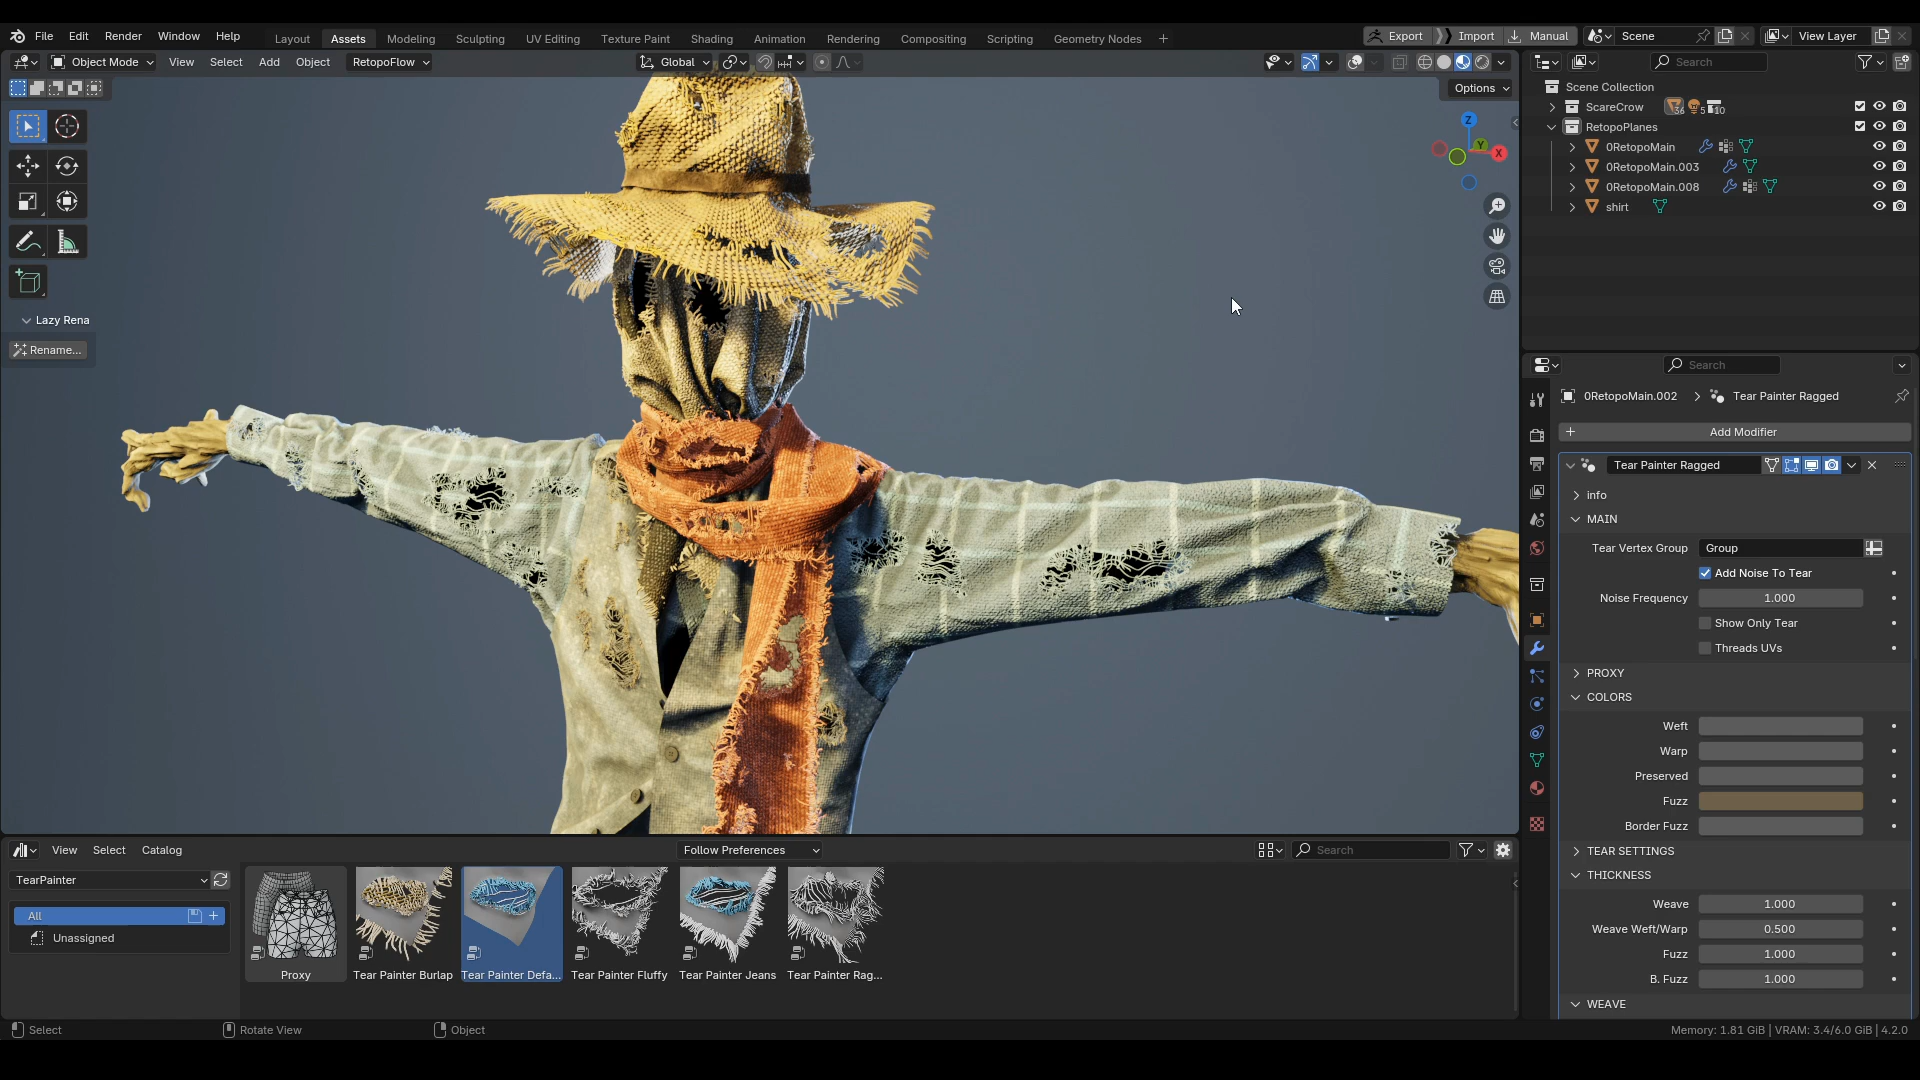 File Edit Render Window Help Layout Assets Modeling Sculpting UV Editing Texture Paint Shading Animation Rendering Compositing Scripting Geometry Nodes + Export Import Manual Scene View Layer
Object Mode View Select Add Object RetopoFlow Global Search
Options
Z
Y
X
Lazy Rena
Rename...
Scene Collection
ScareCrow 36 5 10
RetopoPlanes
0RetopoMain
0RetopoMain.003
0RetopoMain.008
shirt
Search
0RetopoMain.002 Tear Painter Ragged
+ Add Modifier
Tear Painter Ragged
info
MAIN
Tear Vertex Group Group
Add Noise To Tear
Noise Frequency 1.000
Show Only Tear
Threads UVs
PROXY
COLORS
Weft
Warp
Preserved
Fuzz
Border Fuzz
TEAR SETTINGS
THICKNESS
Weave 1.000
Weave Weft/Warp 0.500
Fuzz 1.000
B. Fuzz 1.000
WEAVE
View Select Catalog Follow Preferences Search
TearPainter
All
Unassigned
Proxy Tear Painter Burlap Tear Painter Defa... Tear Painter Fluffy Tear Painter Jeans Tear Painter Rag...
Select Rotate View Object Memory: 1.81 GiB | VRAM: 3.4/6.0 GiB | 4.2.0